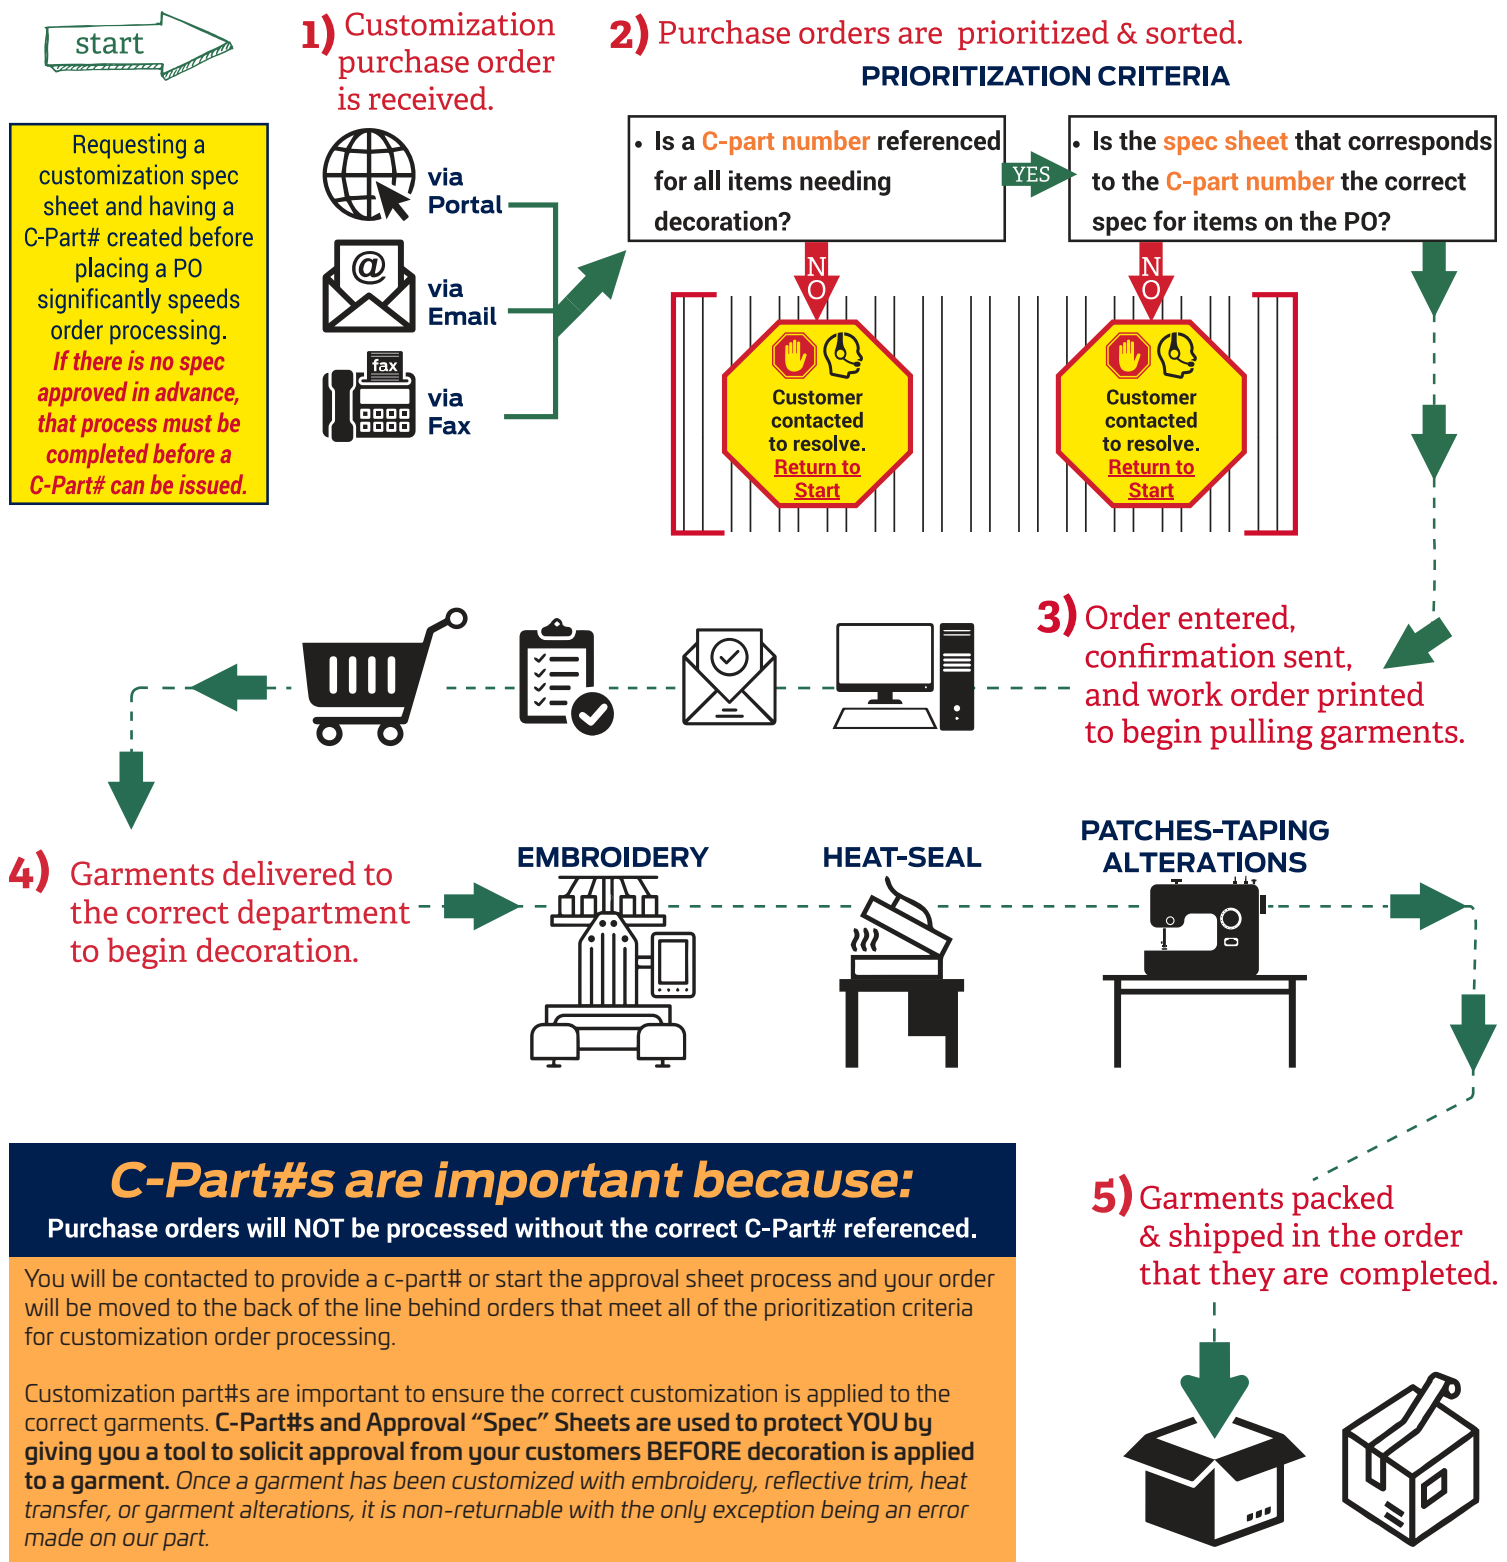 start
Requesting a
customization spec
sheet and having a
C-Part# created before
placing a PO
significantly speeds
order processing.
If there is no spec
approved in advance,
that process must be
completed before a
C-Part# can be issued.
1) Customization
purchase order
is received.
via
Portal
@
via
Email
fax
via
Fax
2) Purchase orders are prioritized & sorted.
PRIORITIZATION CRITERIA
• Is a C-part number referenced
for all items needing
decoration?
YES
• Is the spec sheet that corresponds
to the C-part number the correct
spec for items on the PO?
NO
Customer
contacted
to resolve.
Return to
Start
NO
Customer
contacted
to resolve.
Return to
Start
3) Order entered,
confirmation sent,
and work order printed
to begin pulling garments.
4) Garments delivered to
the correct department
to begin decoration.
EMBROIDERY
HEAT-SEAL
PATCHES-TAPING
ALTERATIONS
5) Garments packed
& shipped in the order
that they are completed.
C-Part#s are important because:
Purchase orders will NOT be processed without the correct C-Part# referenced.
You will be contacted to provide a c-part# or start the approval sheet process and your order
will be moved to the back of the line behind orders that meet all of the prioritization criteria
for customization order processing.
Customization part#s are important to ensure the correct customization is applied to the
correct garments. C-Part#s and Approval “Spec” Sheets are used to protect YOU by
giving you a tool to solicit approval from your customers BEFORE decoration is applied
to a garment. Once a garment has been customized with embroidery, reflective trim, heat
transfer, or garment alterations, it is non-returnable with the only exception being an error
made on our part.